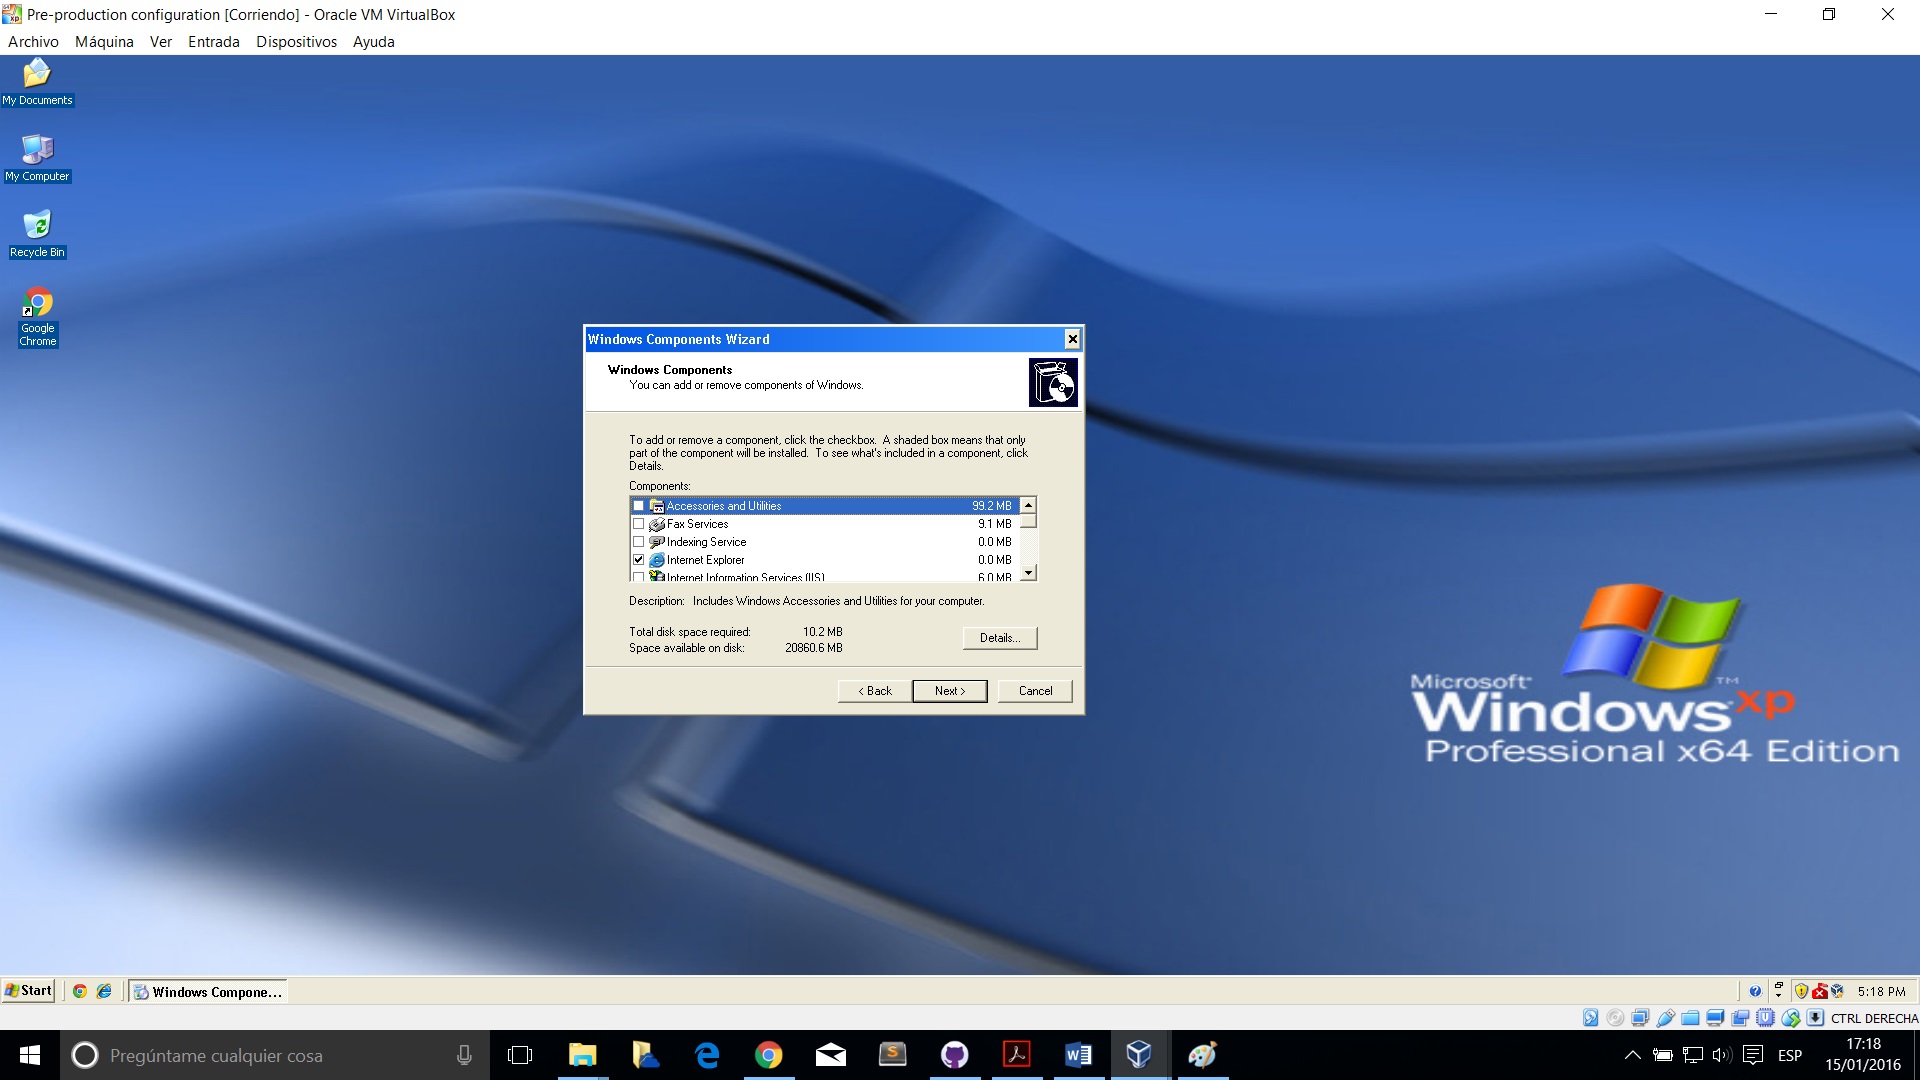 Pre-production configuration [Corriendo] - Oracle VM VirtualBox
Archivo Máquina Ver Entrada Dispositivos Ayuda
My Documents
My Computer
Recycle Bin
Google
Chrome
Windows Components Wizard
Windows Components
You can add or remove components of Windows.
To add or remove a component, click the checkbox. A shaded box means that only
part of the component will be installed. To see what's included in a component, click
Details.
Components:
Accessories and Utilities 99.2 MB
Fax Services 9.1 MB
Indexing Service 0.0 MB
Internet Explorer 0.0 MB
Internet Information Services (IIS) 6.0 MB
Description: Includes Windows Accessories and Utilities for your computer.
Total disk space required: 10.2 MB
Space available on disk: 20860.6 MB
Details...
< Back Next > Cancel
Microsoft
Windows xp TM
Professional x64 Edition
Start Windows Compone... 5:18 PM
CTRL DERECHA
Pregúntame cualquier cosa
ESP
17:18
15/01/2016